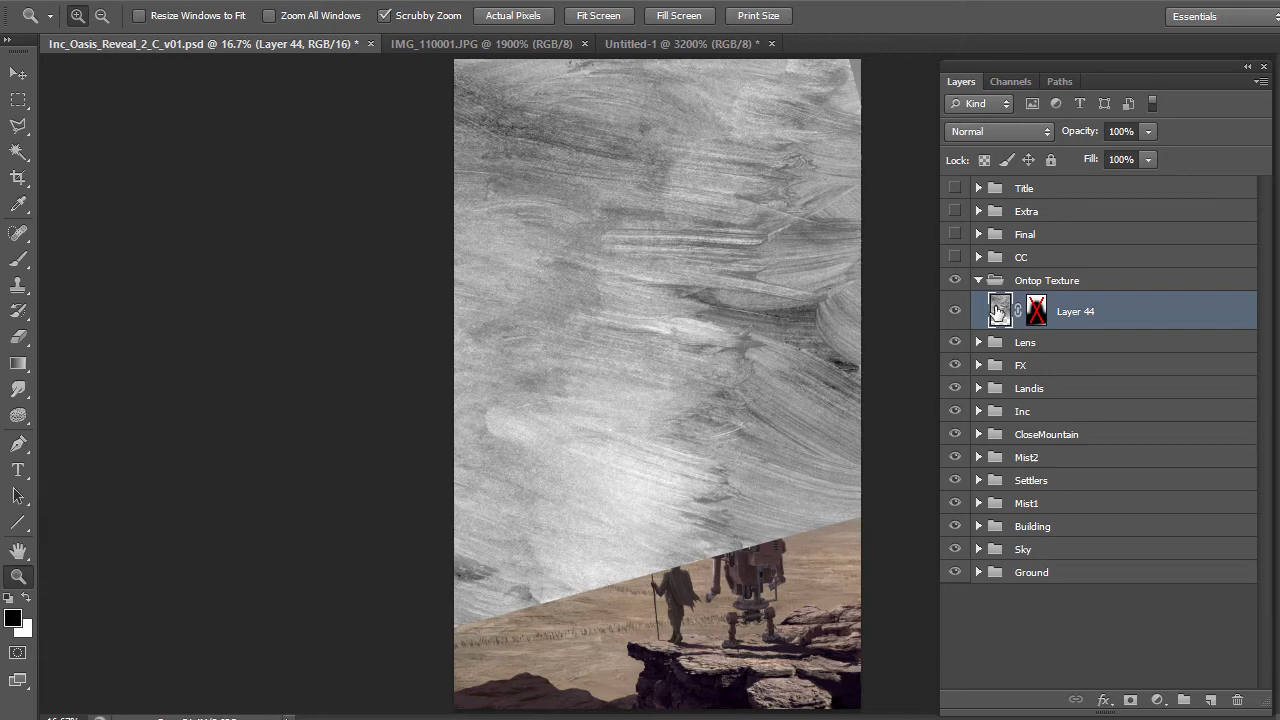 Resize Windows to Fit Zoom All Windows Scrubby Zoom Actual Pixels Fit Screen Fill Screen Print Size Essentials
Inc_Oasis_Reveal_2_C_v01.psd @ 16.7% (Layer 44, RGB/16) * × IMG_110001.JPG @ 1900% (RGB/8) × Untitled-1 @ 3200% (RGB/8) * ×
Layers Channels Paths
Kind
Normal Opacity: 100%
Lock: Fill: 100%
Title
Extra
Final
CC
Ontop Texture
Layer 44
Lens
FX
Landis
Inc
CloseMountain
Mist2
Settlers
Mist1
Building
Sky
Ground